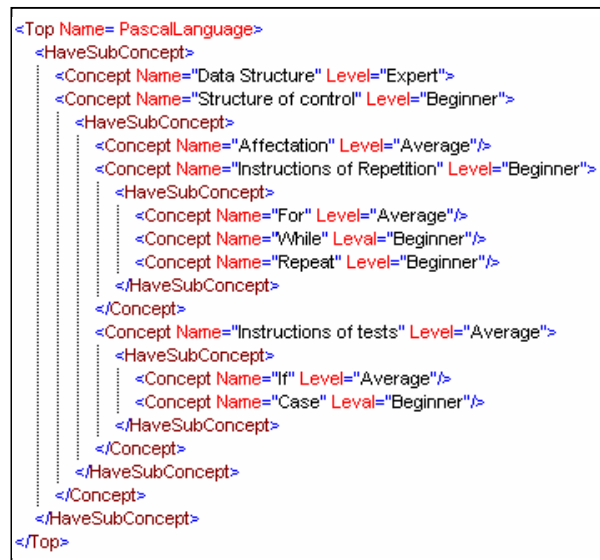 <Top Name= PascalLanguage>
<HaveSubConcept>
<Concept Name="Data Structure" Level="Expert">
<Concept Name="Structure of control" Level="Beginner">
<HaveSubConcept>
<Concept Name="Affectation" Level="Average"/>
<Concept Name="Instructions of Repetition" Level="Beginner">
<HaveSubConcept>
<Concept Name="For" Level="Average"/>
<Concept Name="While" Leval="Beginner"/>
<Concept Name="Repeat" Level="Beginner"/>
</HaveSubConcept>
</Concept>
<Concept Name="Instructions of tests" Level="Average">
<HaveSubConcept>
<Concept Name="If" Level="Average"/>
<Concept Name="Case" Leval="Beginner"/>
</HaveSubConcept>
</Concept>
</HaveSubConcept>
</Concept>
</HaveSubConcept>
</Top>